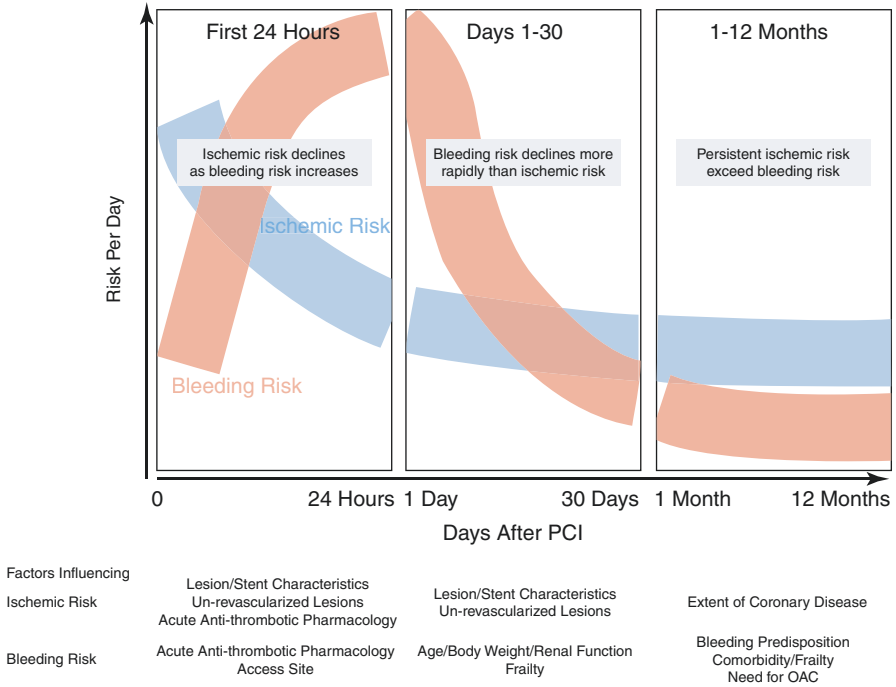 First 24 Hours
Days 1-30
1-12 Months
Ischemic risk declines
as bleeding risk increases
Bleeding risk declines more
rapidly than ischemic risk
Persistent ischemic risk
exceed bleeding risk
Risk Per Day
Ischemic Risk
Bleeding Risk
0
24 Hours
1 Day
30 Days
1 Month
12 Months
Days After PCI
Factors Influencing
Ischemic Risk
Lesion/Stent Characteristics
Un-revascularized Lesions
Acute Anti-thrombotic Pharmacology
Lesion/Stent Characteristics
Un-revascularized Lesions
Extent of Coronary Disease
Bleeding Risk
Acute Anti-thrombotic Pharmacology
Access Site
Age/Body Weight/Renal Function
Frailty
Bleeding Predisposition
Comorbidity/Frailty
Need for OAC